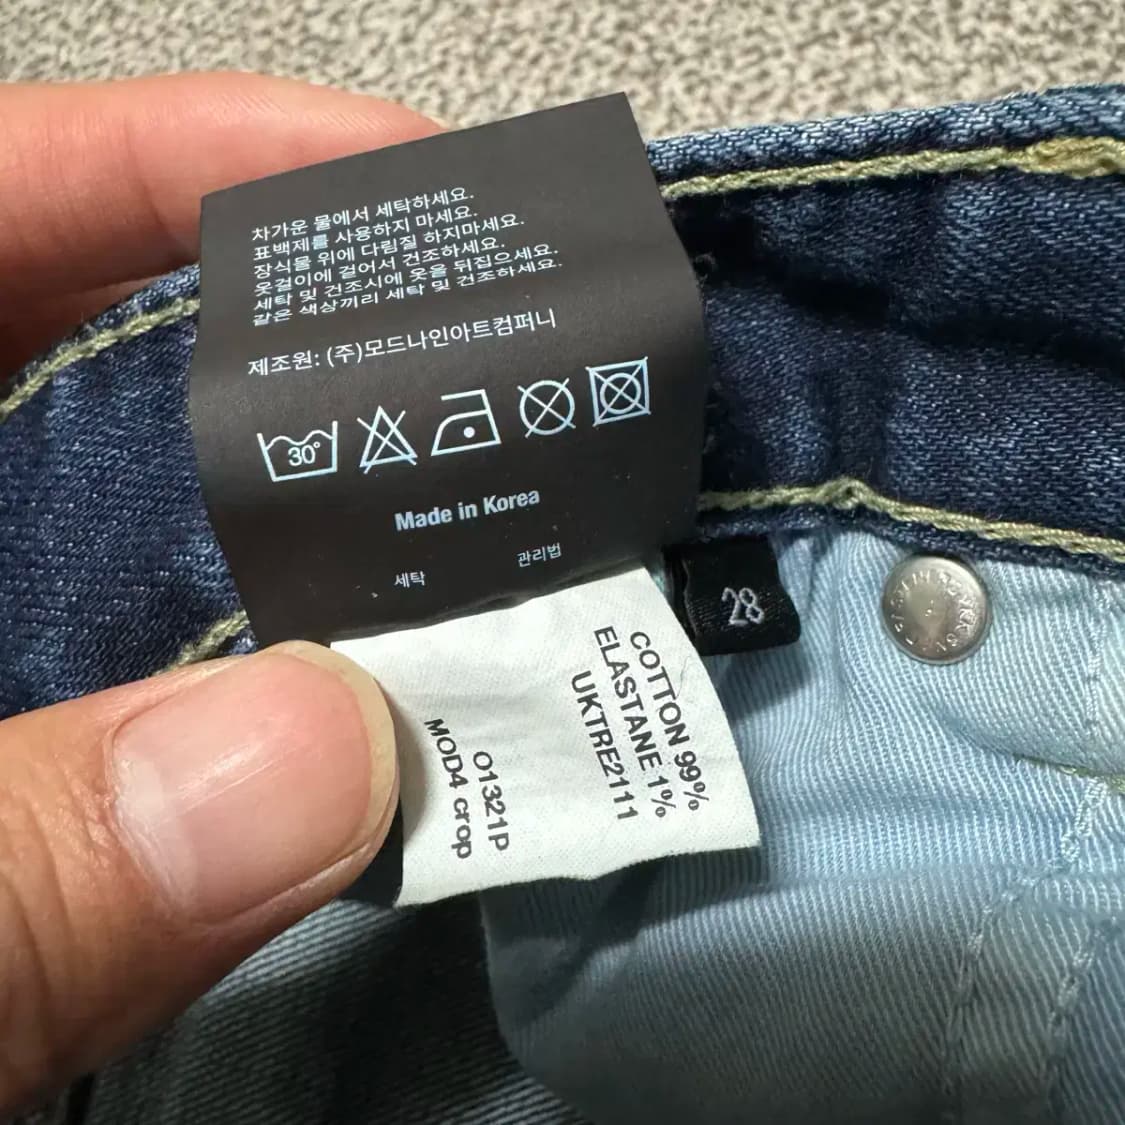 차가운 물에서 세탁하세요.
표백제를 사용하지 마세요.
장식물 위에 다림질 하지마세요.
옷걸이에 걸어서 건조하세요.
세탁 및 건조시에 옷을 뒤집으세요.
같은 색상끼리 세탁 및 건조하세요.
제조원: (주)모드나인아트컴퍼니
30°
Made in Korea
세탁 관리법
28
COTTON 99%
ELASTANE 1%
UKTRE2111
O1321P
MOD4 crop